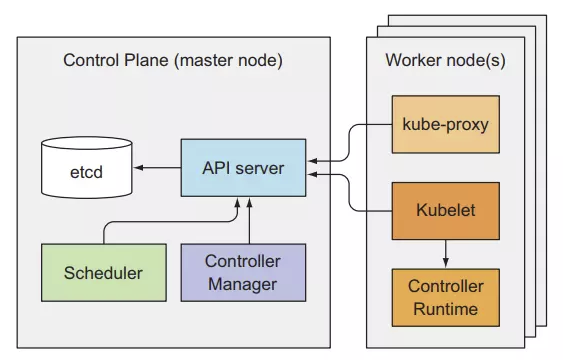 Control Plane (master node)
Worker node(s)
kube-proxy
etcd
API server
Kubelet
Scheduler
Controller
Manager
Controller
Runtime